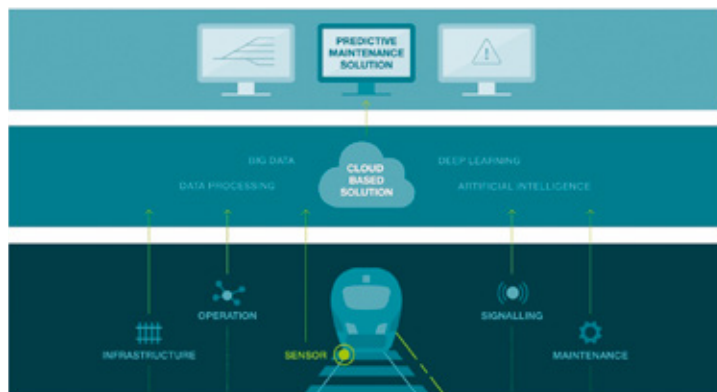 PREDICTIVE
MAINTENANCE
SOLUTION
BIG DATA
CLOUD
BASED
SOLUTION
DEEP LEARNING
DATA PROCESSING
ARTIFICIAL INTELLIGENCE
OPERATION
SIGNALLING
INFRASTRUCTURE
SENSOR
MAINTENANCE